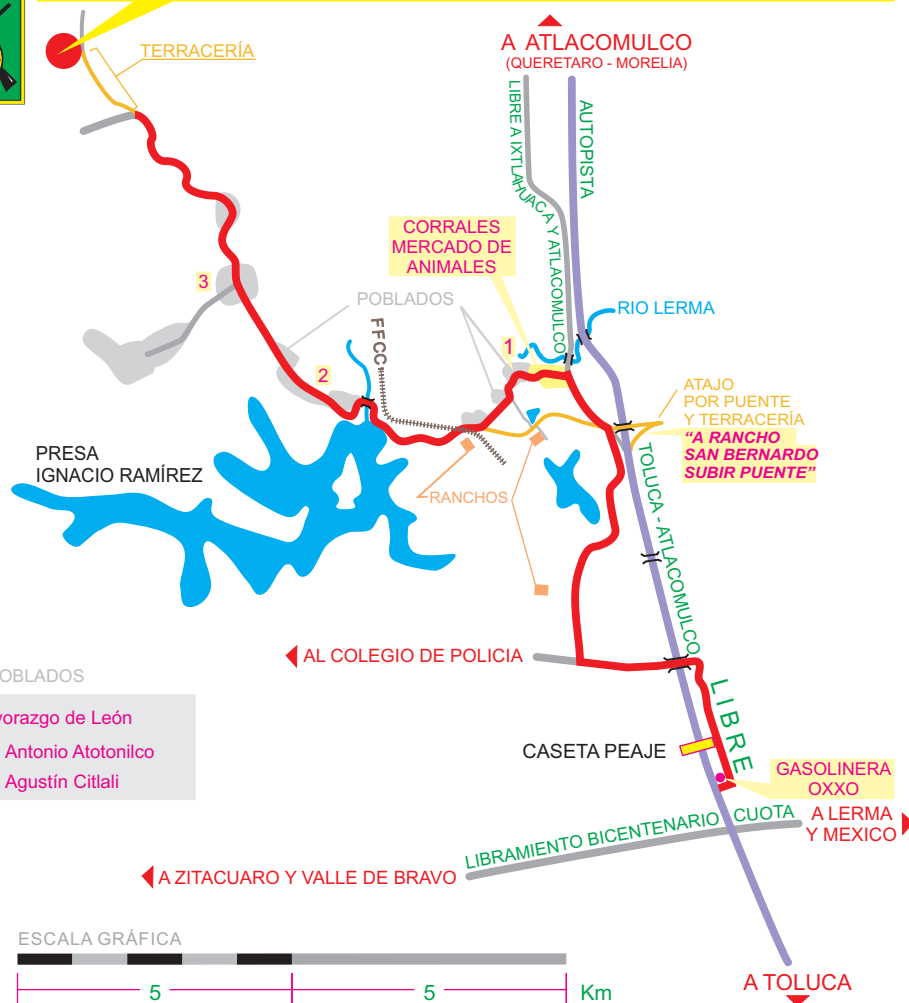 TERRACERÍA
A ATLACOMULCO
(QUERETARO - MORELIA)
LIBRE A IXTLAHUACA Y ATLACOMULCO
AUTOPISTA
CORRALES
MERCADO DE
ANIMALES
3
POBLADOS
FFCC
1
RIO LERMA
2
ATAJO
POR PUENTE
Y TERRACERÍA
“A RANCHO
SAN BERNARDO
SUBIR PUENTE”
PRESA
IGNACIO RAMÍREZ
RANCHOS
TOLUCA - ATLACOMULCO
AL COLEGIO DE POLICIA
LIBRE
OBLADOS
yorazgo de León
Antonio Atotonilco
Agustín Citlali
CASETA PEAJE
GASOLINERA
OXXO
LIBRAMIENTO BICENTENARIO CUOTA
A LERMA
Y MEXICO
A ZITACUARO Y VALLE DE BRAVO
ESCALA GRÁFICA
5 5 Km
A TOLUCA